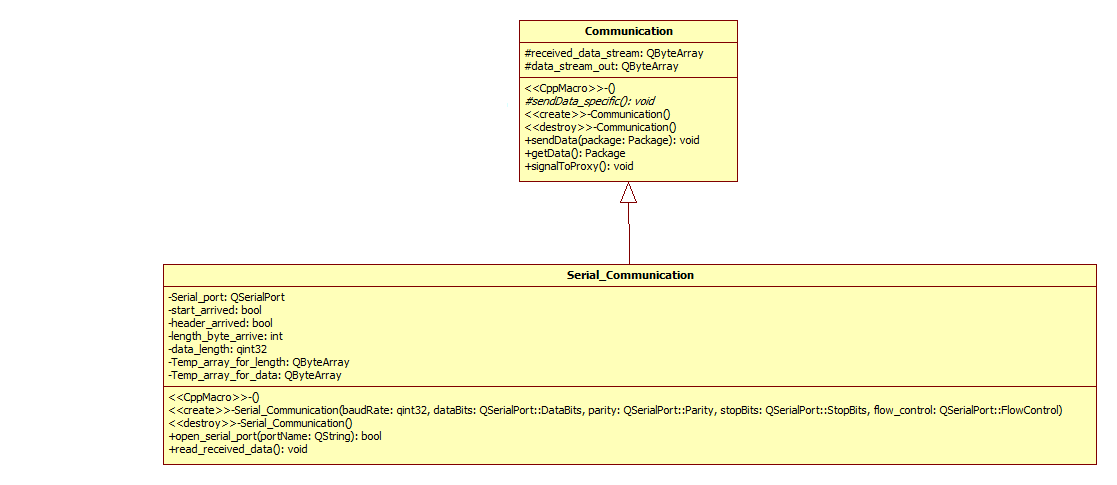 Communication
#received_data_stream: QByteArray
#data_stream_out: QByteArray
<<CppMacro>>-()
#sendData_specific(): void
<<create>>-Communication()
<<destroy>>-Communication()
+sendData(package: Package): void
+getData(): Package
+signalToProxy(): void
Serial_Communication
-Serial_port: QSerialPort
-start_arrived: bool
-header_arrived: bool
-length_byte_arrive: int
-data_length: qint32
-Temp_array_for_length: QByteArray
-Temp_array_for_data: QByteArray
<<CppMacro>>-()
<<create>>-Serial_Communication(baudRate: qint32, dataBits: QSerialPort::DataBits, parity: QSerialPort::Parity, stopBits: QSerialPort::StopBits, flow_control: QSerialPort::FlowControl)
<<destroy>>-Serial_Communication()
+open_serial_port(portName: QString): bool
+read_received_data(): void